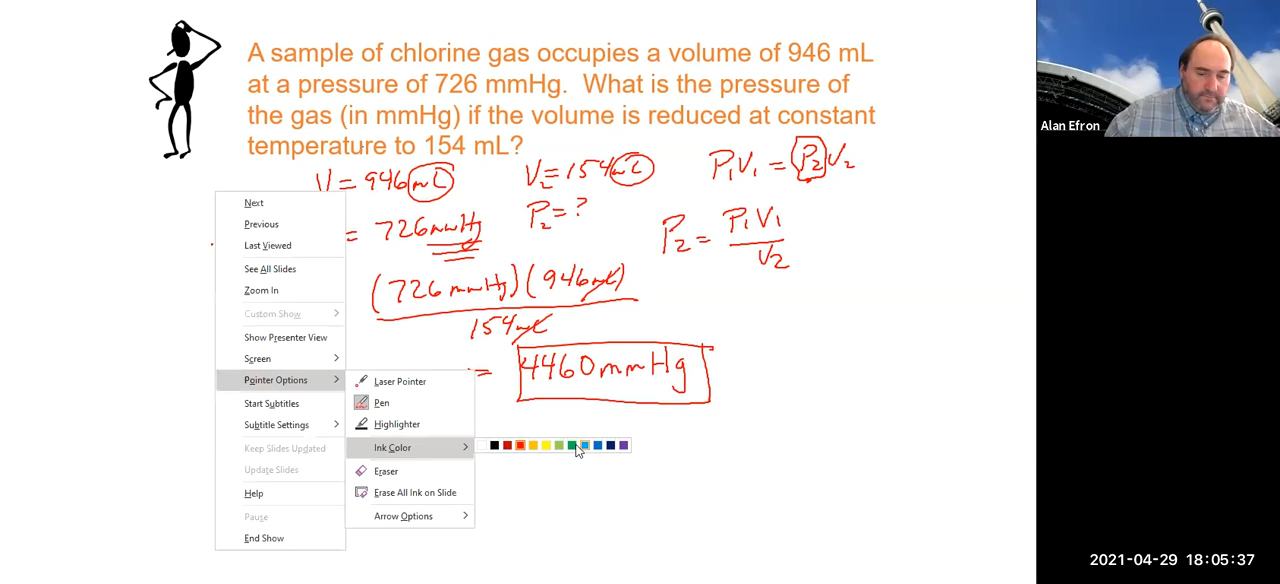 A sample of chlorine gas occupies a volume of 946 mL
at a pressure of 726 mmHg. What is the pressure of
the gas (in mmHg) if the volume is reduced at constant
temperature to 154 mL?
V = 946 mL
V₂ = 154 mL
P₁V₁ = P₂V₂
= 726 mmHg
P₂ = ?
P₂ = P₁V₁
V₂
(726 mmHg)(946 mL)
154 mL
= 4460 mmHg
Next
Previous
Last Viewed
See All Slides
Zoom In
Custom Show
Show Presenter View
Screen
Pointer Options
Start Subtitles
Subtitle Settings
Keep Slides Updated
Update Slides
Help
Pause
End Show
Laser Pointer
Pen
Highlighter
Ink Color
Eraser
Erase All Ink on Slide
Arrow Options
Alan Efron
2021-04-29 18:05:37